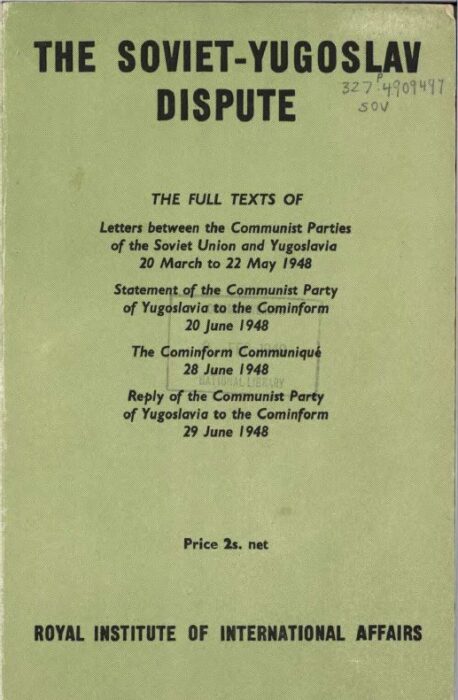 THE SOVIET-YUGOSLAV
DISPUTE
327.4909497
P
SOV
THE FULL TEXTS OF
Letters between the Communist Parties
of the Soviet Union and Yugoslavia
20 March to 22 May 1948
Statement of the Communist Party
of Yugoslavia to the Cominform
20 June 1948
The Cominform Communiqué
28 June 1948
NATIONAL LIBRARY
Reply of the Communist Party
of Yugoslavia to the Cominform
29 June 1948
Price 2s. net
ROYAL INSTITUTE OF INTERNATIONAL AFFAIRS